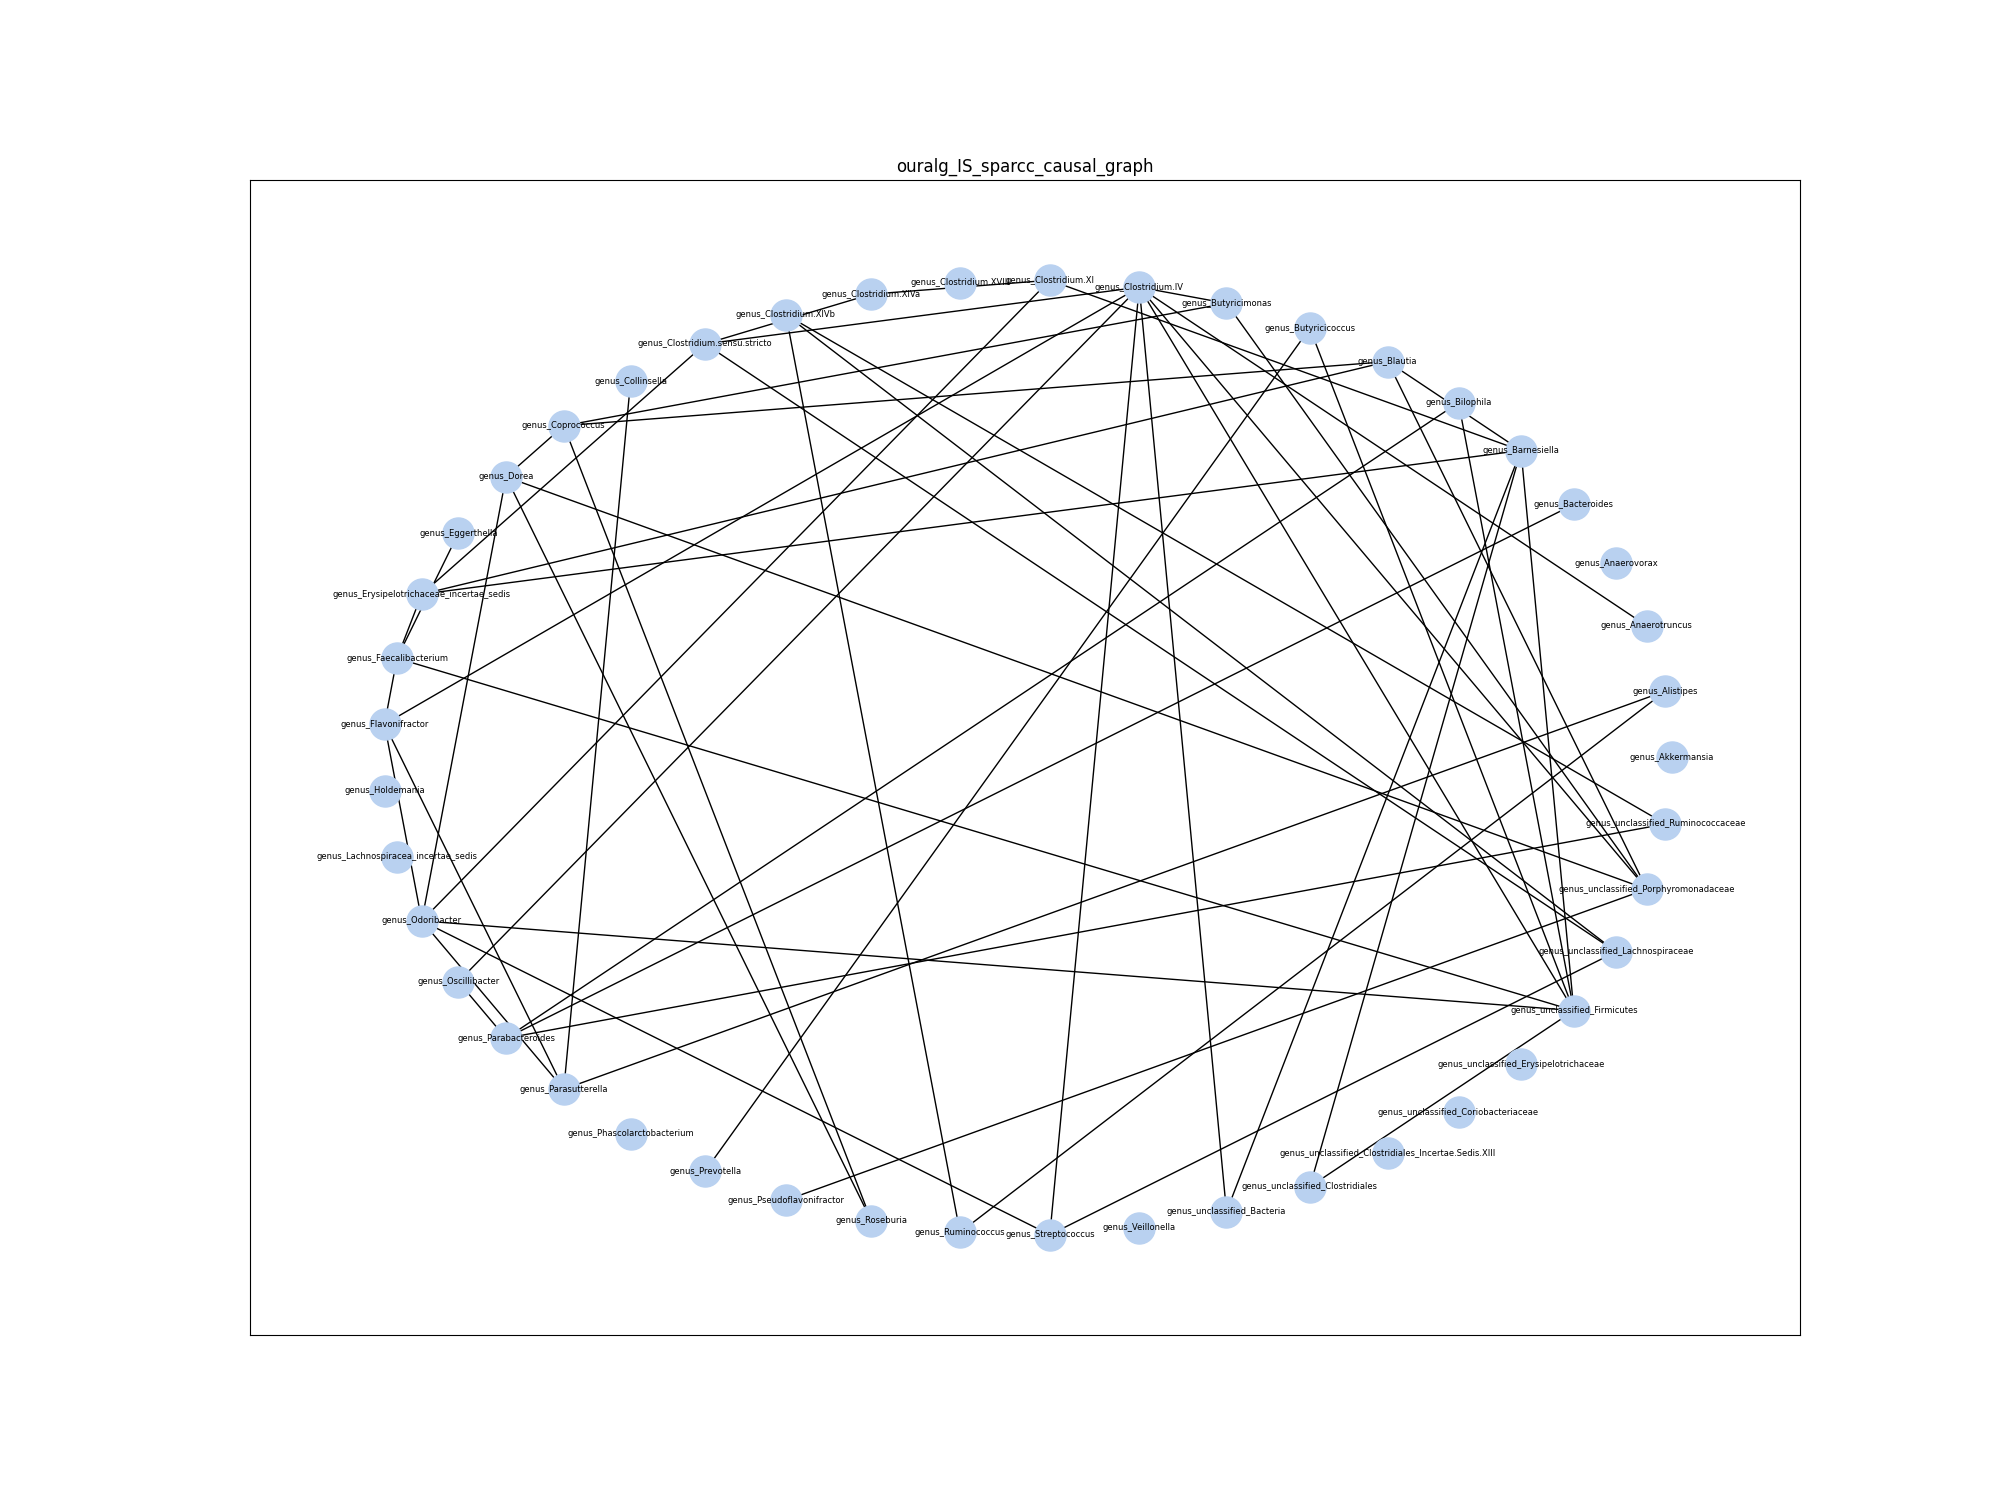 ouralg_IS_sparcc_causal_graph
genus_Clostridium.XVIII
genus_Clostridium.XI
genus_Clostridium.IV
genus_Clostridium.XIVa
genus_Butyricimonas
genus_Clostridium.XIVb
genus_Butyricicoccus
genus_Clostridium.sensu.stricto
genus_Blautia
genus_Collinsella
genus_Bilophila
genus_Coprococcus
genus_Barnesiella
genus_Dorea
genus_Bacteroides
genus_Eggerthella
genus_Anaerovorax
genus_Erysipelotrichaceae_incertae_sedis
genus_Anaerotruncus
genus_Faecalibacterium
genus_Alistipes
genus_Flavonifractor
genus_Akkermansia
genus_Holdemania
genus_unclassified_Ruminococcaceae
genus_Lachnospiracea_incertae_sedis
genus_unclassified_Porphyromonadaceae
genus_Odoribacter
genus_unclassified_Lachnospiraceae
genus_Oscillibacter
genus_unclassified_Firmicutes
genus_Parabacteroides
genus_unclassified_Erysipelotrichaceae
genus_Parasutterella
genus_unclassified_Coriobacteriaceae
genus_Phascolarctobacterium
genus_unclassified_Clostridiales_Incertae.Sedis.XIII
genus_Prevotella
genus_unclassified_Clostridiales
genus_Pseudoflavonifractor
genus_unclassified_Bacteria
genus_Roseburia
genus_Veillonella
genus_Ruminococcus
genus_Streptococcus